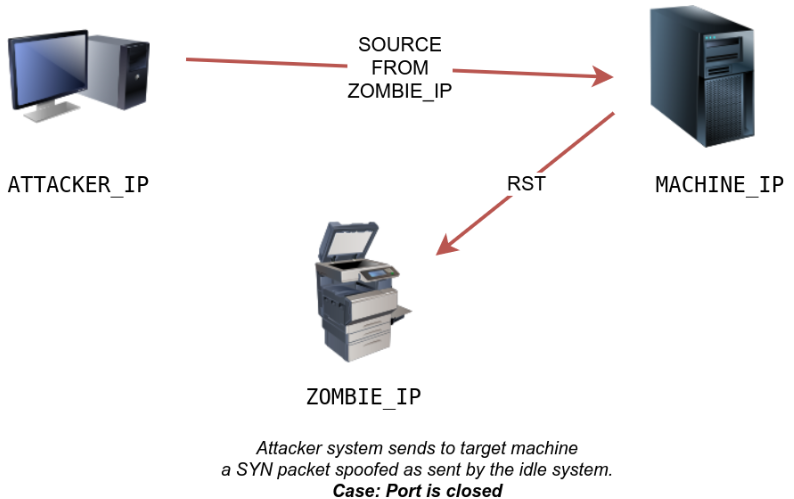 SOURCE
FROM
ZOMBIE_IP
ATTACKER_IP
RST
MACHINE_IP
ZOMBIE_IP
Attacker system sends to target machine
a SYN packet spoofed as sent by the idle system.
Case: Port is closed